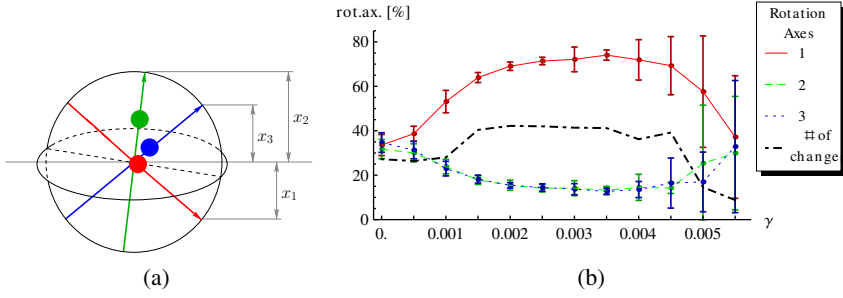 x₂
x₃
x₁
(a)
rot.ax. [%]
80
60
40
20
0
0.
0.001
0.002
0.003
0.004
0.005
γ
(b)
Rotation
Axes
1
2
3
# of
change